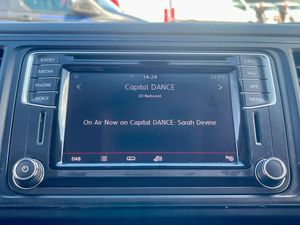 RADIO
MEDIA
PHONE
VOICE
14:28
Capital DANCE
D1 National
On Air Now on Capital DANCE: Sarah Devine
DAB
CAR
NAV
APP
MENU